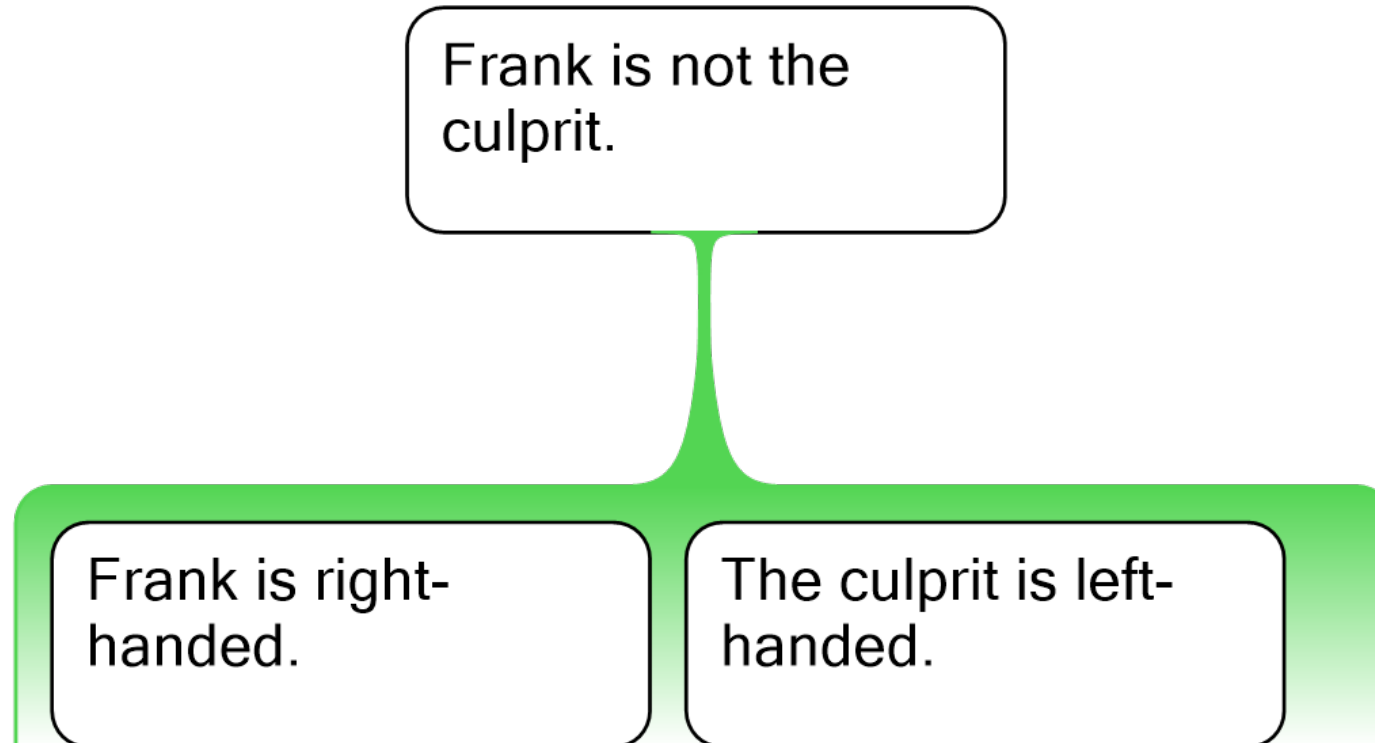 Frank is not the
culprit.
Frank is right-
handed.
The culprit is left-
handed.